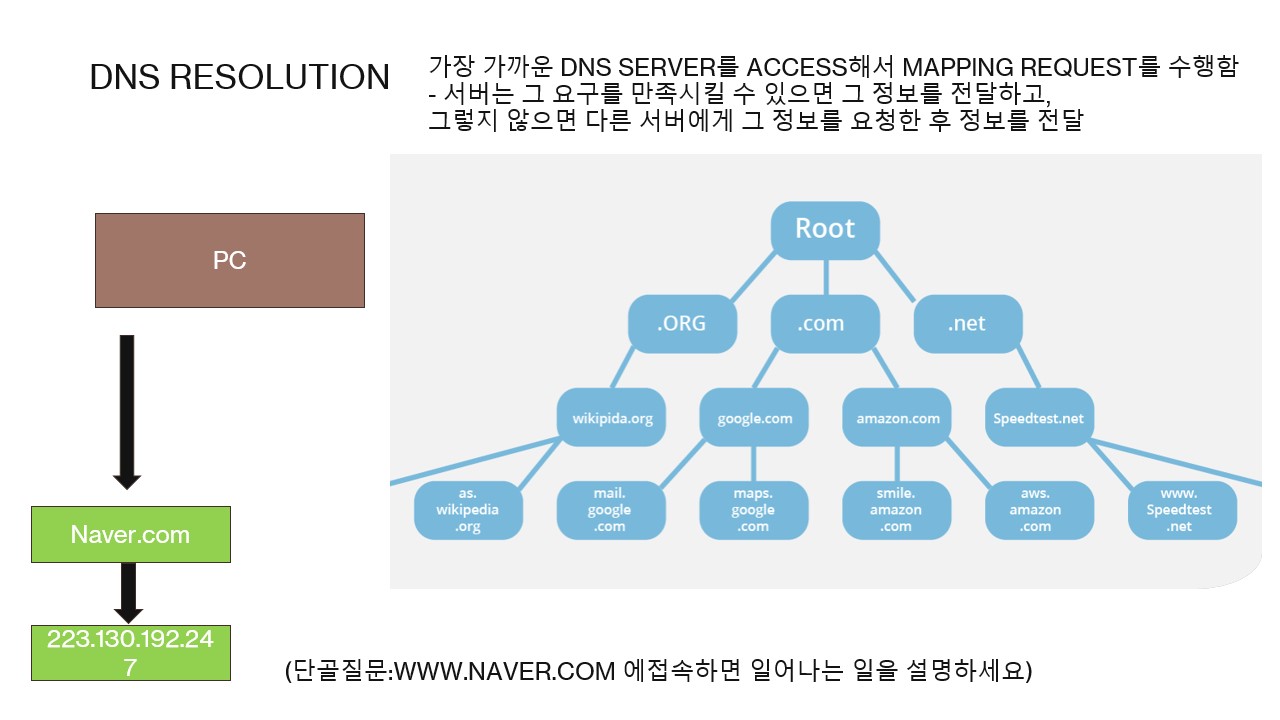 DNS RESOLUTION
가장 가까운 DNS SERVER를 ACCESS해서 MAPPING REQUEST를 수행함
- 서버는 그 요구를 만족시킬 수 있으면 그 정보를 전달하고,
그렇지 않으면 다른 서버에게 그 정보를 요청한 후 정보를 전달
PC
Naver.com
223.130.192.24
7
Root
.ORG
.com
.net
wikipida.org
google.com
amazon.com
Speedtest.net
as.
wikipedia
.org
mail.
google
.com
maps.
google
.com
smile.
amazon
.com
aws.
amazon
.com
www.
Speedtest
.net
(단골질문:WWW.NAVER.COM 에접속하면 일어나는 일을 설명하세요)